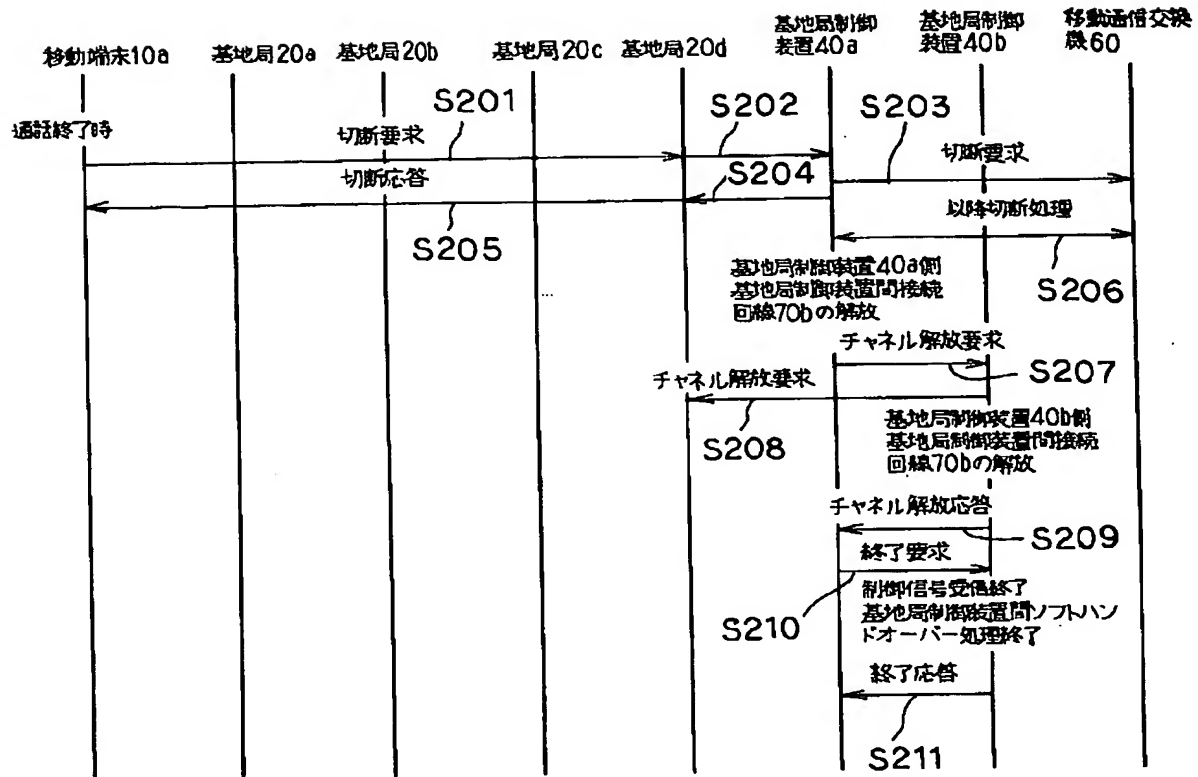 移動端末10a
基地局20a
基地局20b
基地局20c
基地局20d
基地局制御
装置40a
基地局制御
装置40b
移動通信交換
機60
通話終了時
S201
切断要求
S202
S203
切断要求
切断応答
S204
S205
以降切断処理
S206
基地局制御装置40a側
基地局制御装置間接続
回線70bの解放
チャネル解放要求
S207
チャネル解放要求
S208
基地局制御装置40b側
基地局制御装置間接続
回線70bの解放
チャネル解放応答
S209
終了要求
S210
制御信号受信終了
基地局制御装置間ソフトハン
ドオーバー処理終了
終了応答
S211